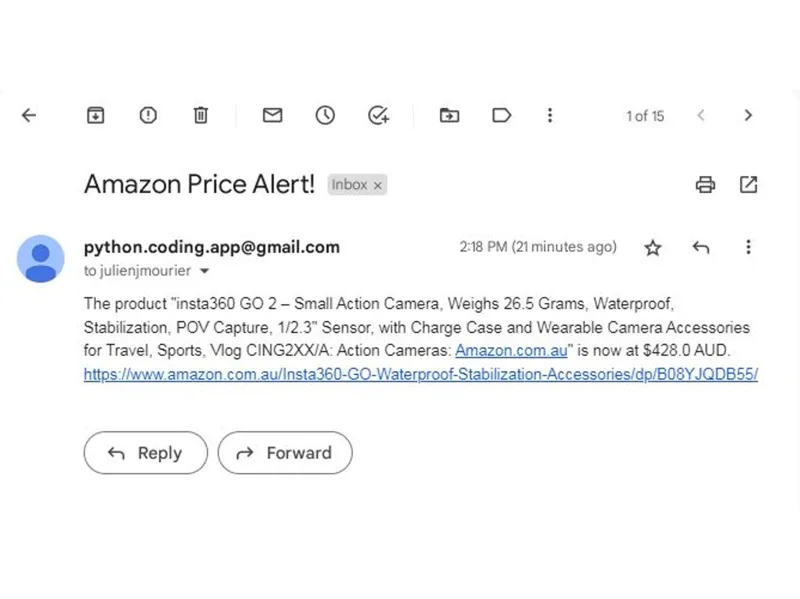 1 of 15
Amazon Price Alert! Inbox ×
python.coding.app@gmail.com 2:18 PM (21 minutes ago)
to julienjmourier
The product "insta360 GO 2 – Small Action Camera, Weighs 26.5 Grams, Waterproof,
Stabilization, POV Capture, 1/2.3" Sensor, with Charge Case and Wearable Camera Accessories
for Travel, Sports, Vlog CING2XX/A: Action Cameras: Amazon.com.au" is now at $428.0 AUD.
https://www.amazon.com.au/Insta360-GO-Waterproof-Stabilization-Accessories/dp/B08YJQDB55/
Reply Forward